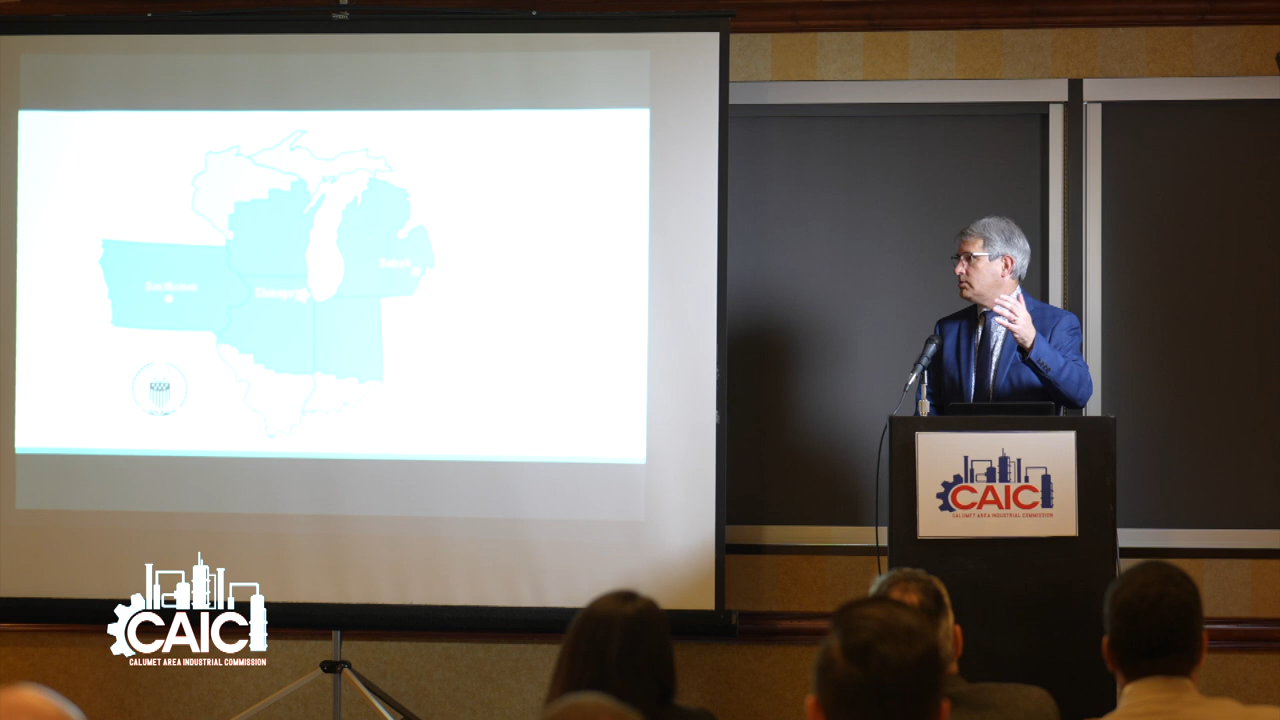 Des Moines
Chicago
Detroit
CAIC
CALUMET AREA INDUSTRIAL COMMISSION
CAIC
CALUMET AREA INDUSTRIAL COMMISSION